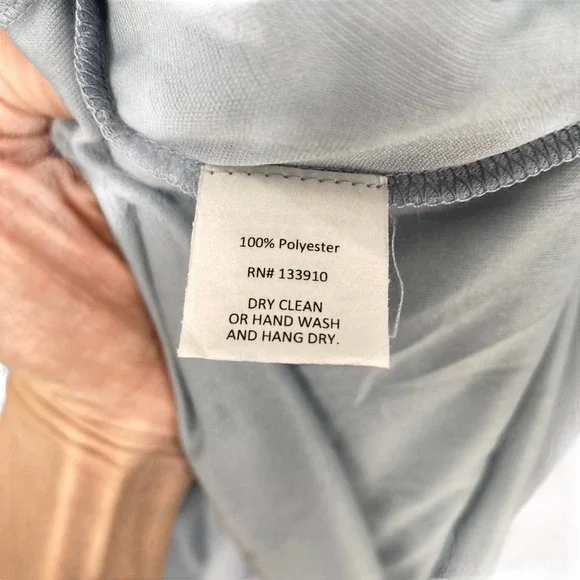 100% Polyester
RN# 133910
DRY CLEAN
OR HAND WASH
AND HANG DRY.